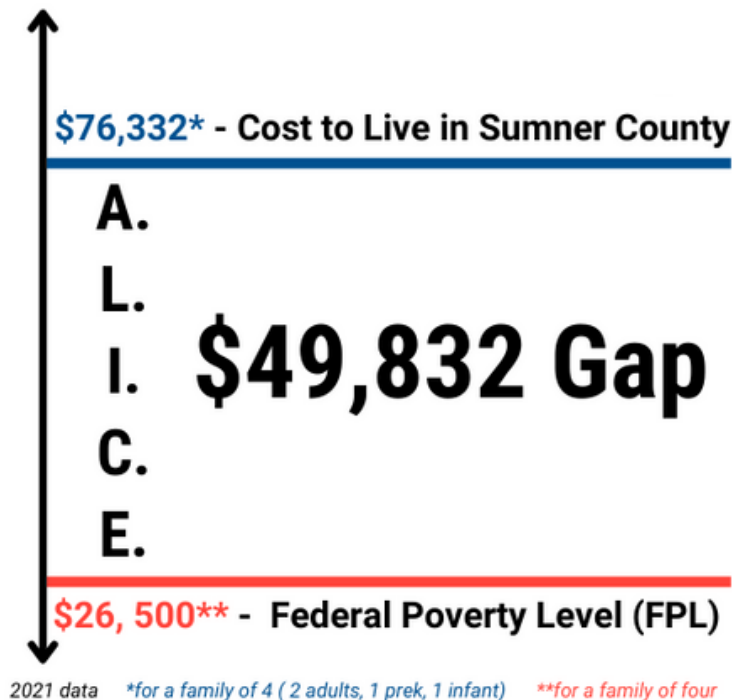 $76,332* - Cost to Live in Sumner County
A.
L.
I.
$49,832 Gap
C.
E.
$26, 500** - Federal Poverty Level (FPL)
2021 data *for a family of 4 ( 2 adults, 1 prek, 1 infant) **for a family of four